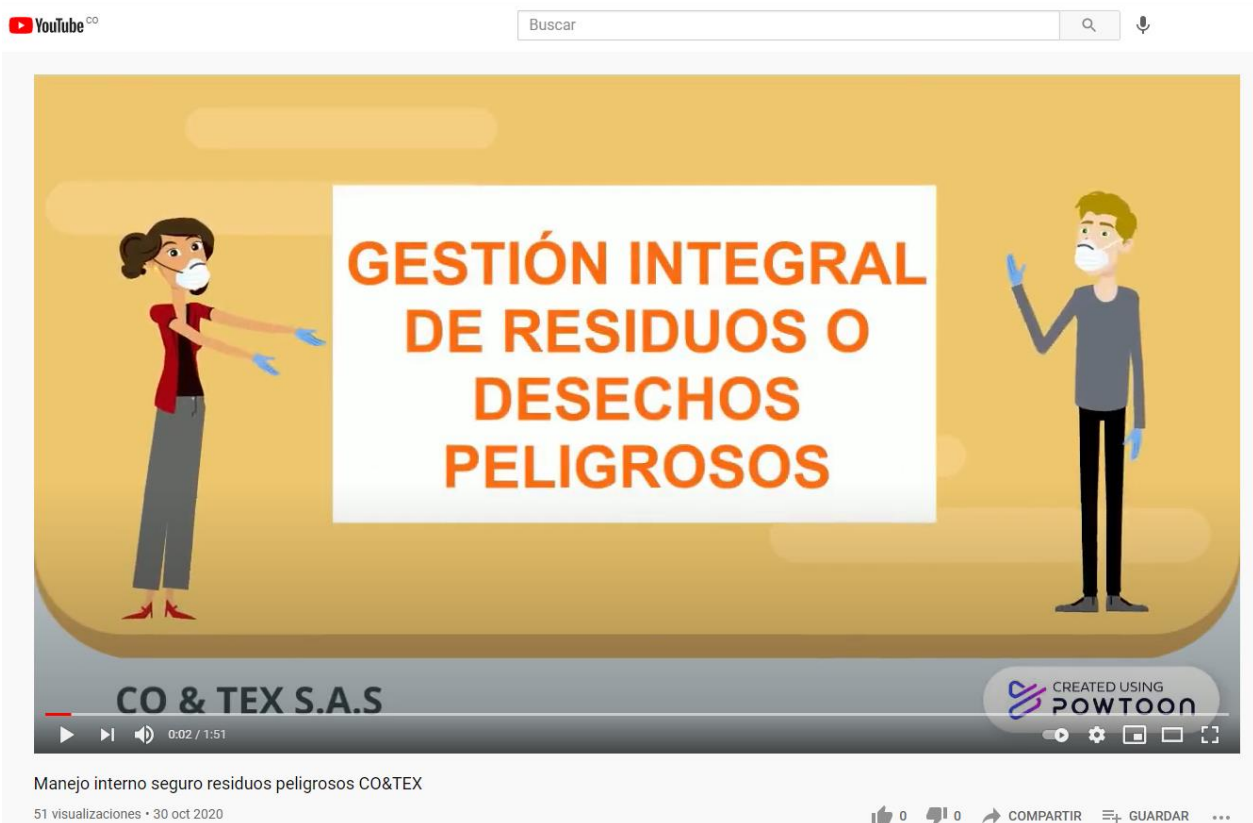 YouTube CO
Buscar
GESTIÓN INTEGRAL
DE RESIDUOS O
DESECHOS
PELIGROSOS
CO & TEX S.A.S
CREATED USING
POWTOON
0:02 / 1:51
Manejo interno seguro residuos peligrosos CO&TEX
51 visualizaciones • 30 oct 2020
0 0 COMPARTIR GUARDAR